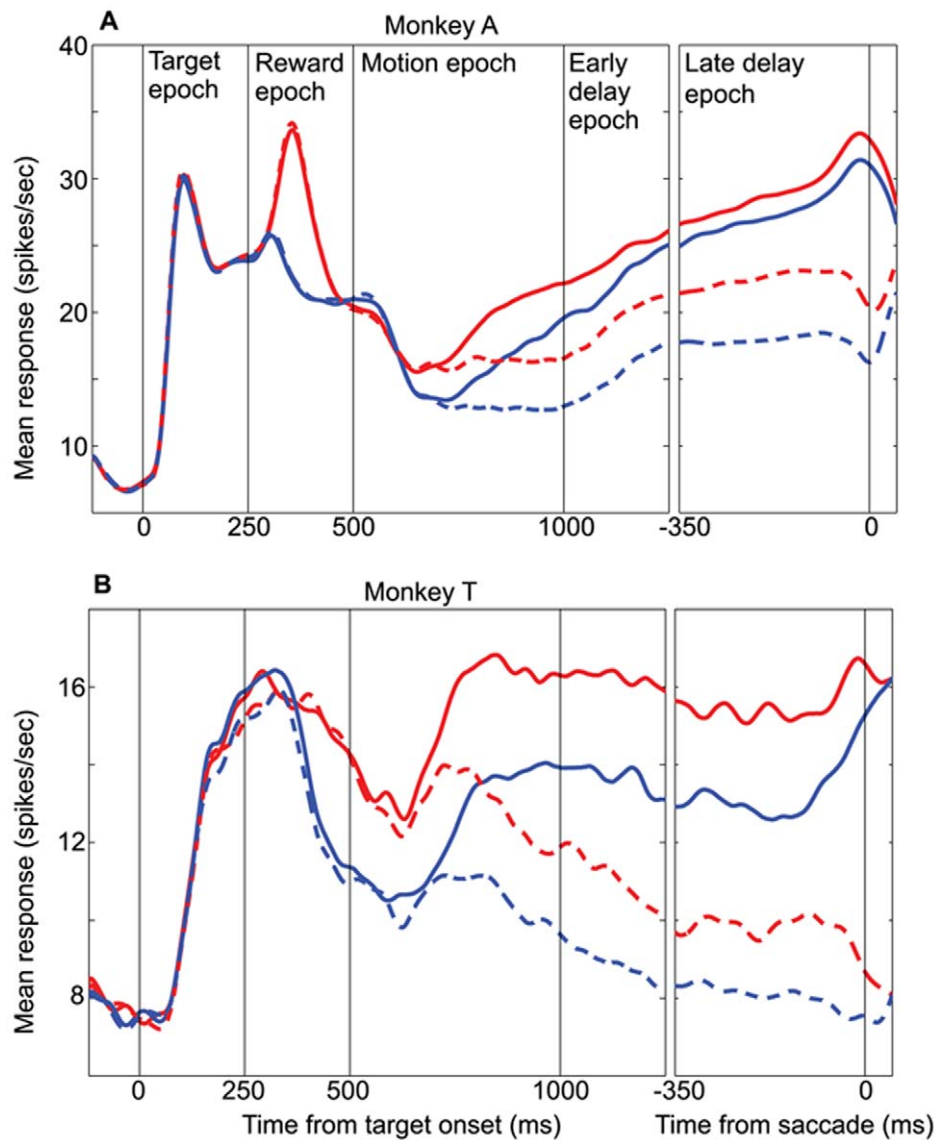 A
Monkey A
Target
epoch
Reward
epoch
Motion epoch
Early
delay
epoch
Late delay
epoch
Mean response (spikes/sec)
40
30
20
10
0
250
500
1000
-350
0
B
Monkey T
Mean response (spikes/sec)
16
12
8
0
250
500
1000
-350
0
Time from target onset (ms)
Time from saccade (ms)